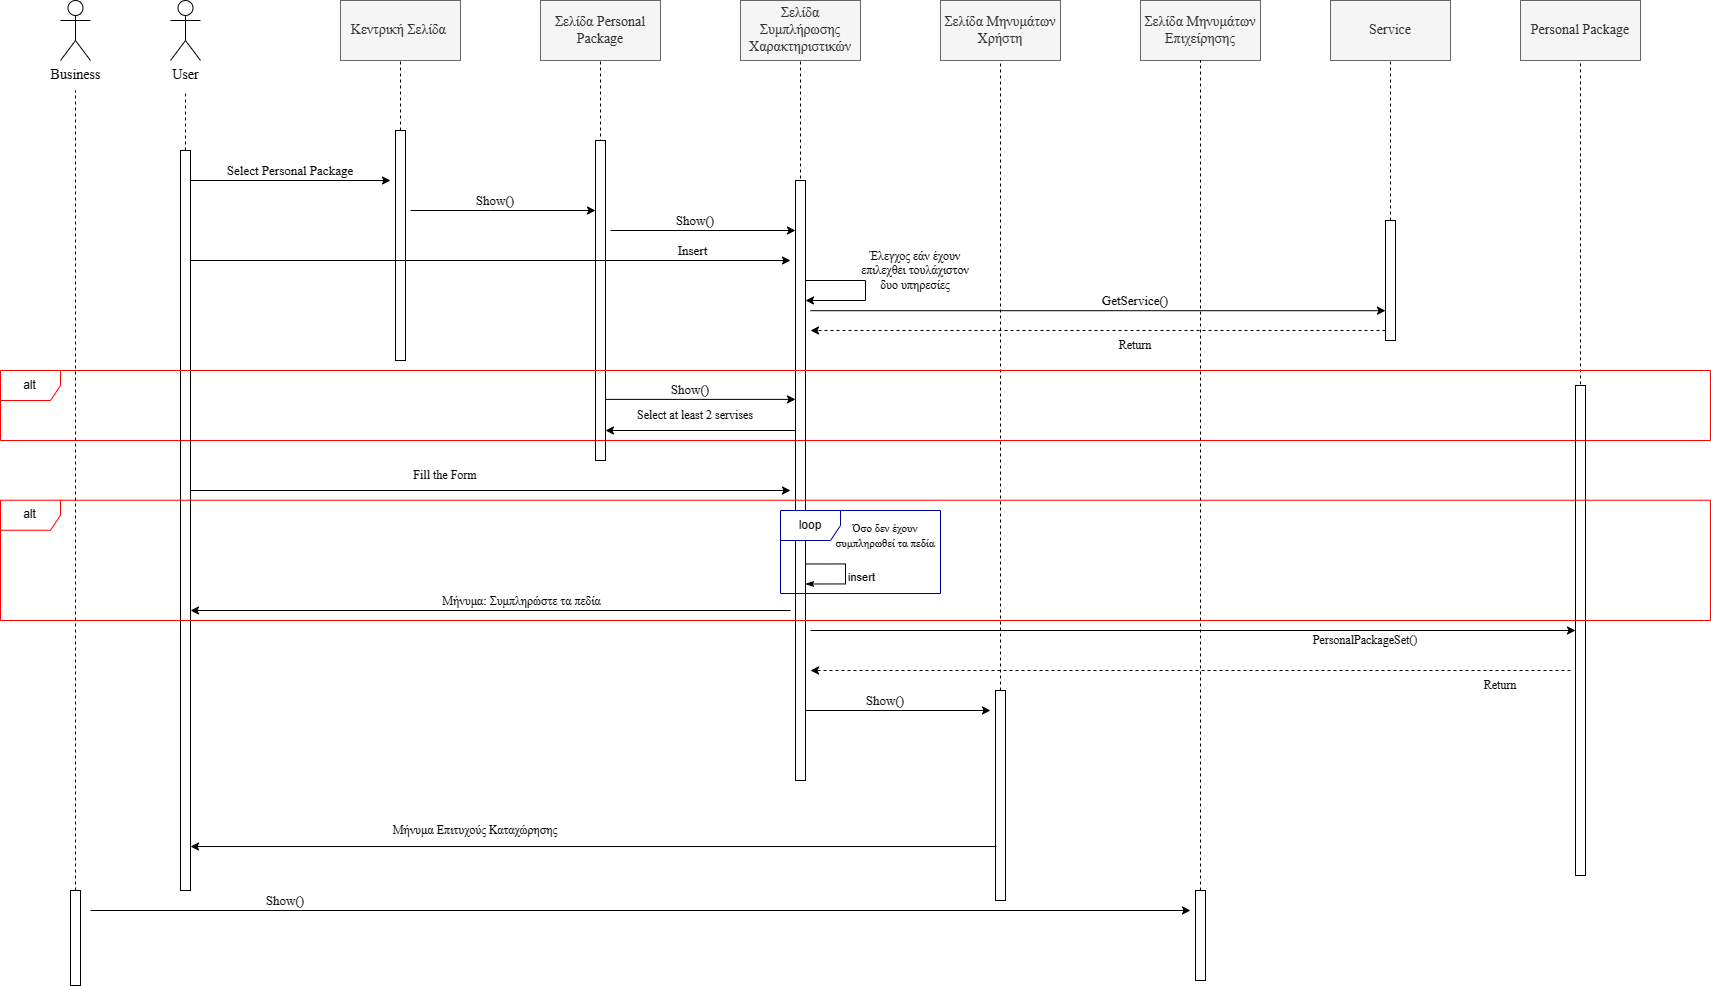 Business
User
Κεντρική Σελίδα
Σελίδα Personal
Package
Σελίδα
Συμπλήρωσης
Χαρακτηριστικών
Σελίδα Μηνυμάτων
Χρήστη
Σελίδα Μηνυμάτων
Επιχείρησης
Service
Personal Package
Select Personal Package
Show()
Show()
Insert
Έλεγχος εάν έχουν
επιλεχθει τουλάχιστον
δυο υπηρεσίες
GetService()
Return
alt
Show()
Select at least 2 servises
Fill the Form
alt
loop
Όσο δεν έχουν
συμπληρωθεί τα πεδία
insert
Μήνυμα: Συμπληρώστε τα πεδία
PersonalPackageSet()
Return
Show()
Μήνυμα Επιτυχούς Καταχώρησης
Show()